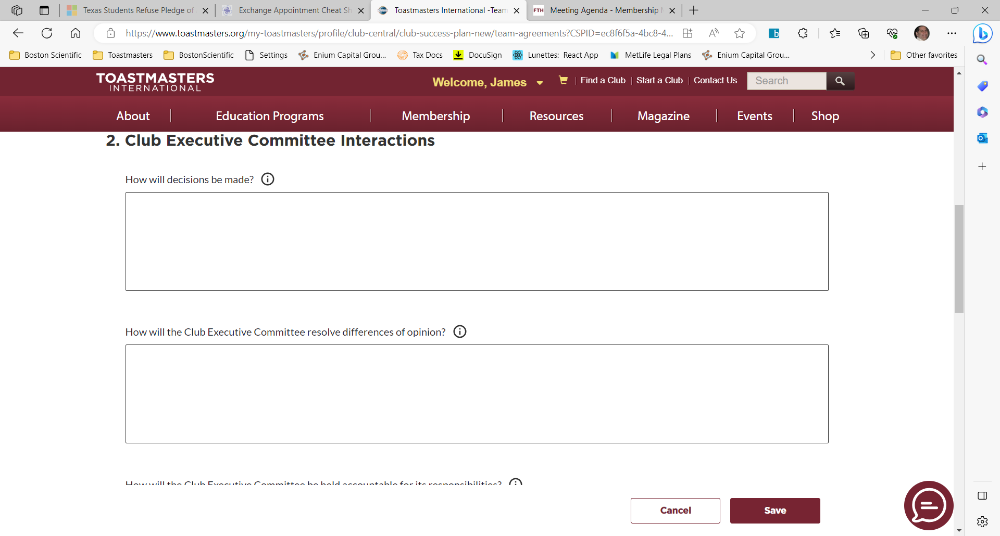 Texas Students Refuse Pledge of
Exchange Appointment Cheat Sh
Toastmasters International -Team
FTH Meeting Agenda - Membership
https://www.toastmasters.org/my-toastmasters/profile/club-central/club-success-plan-new/team-agreements?CSPID=ec8f6f5a-4bc8-4...
Boston Scientific Toastmasters BostonScientific Settings Enium Capital Grou... Tax Docs DocuSign Lunettes: React App MetLife Legal Plans Enium Capital Grou... Other favorites
TOASTMASTERS
INTERNATIONAL
Welcome, James Find a Club Start a Club Contact Us Search
About Education Programs Membership Resources Magazine Events Shop
2. Club Executive Committee Interactions
How will decisions be made?
How will the Club Executive Committee resolve differences of opinion?
How will the Club Executive Committee be held accountable for its responsibilities?
Cancel Save